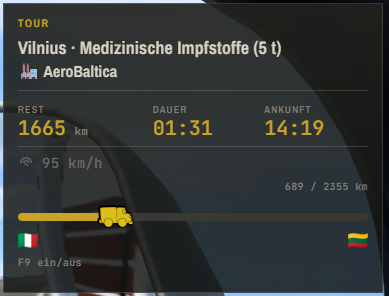 TOUR
Vilnius · Medizinische Impfstoffe (5 t)
AeroBaltica
REST DAUER ANKUNFT
1665 km 01:31 14:19
95 km/h
689 / 2355 km
F9 ein/aus